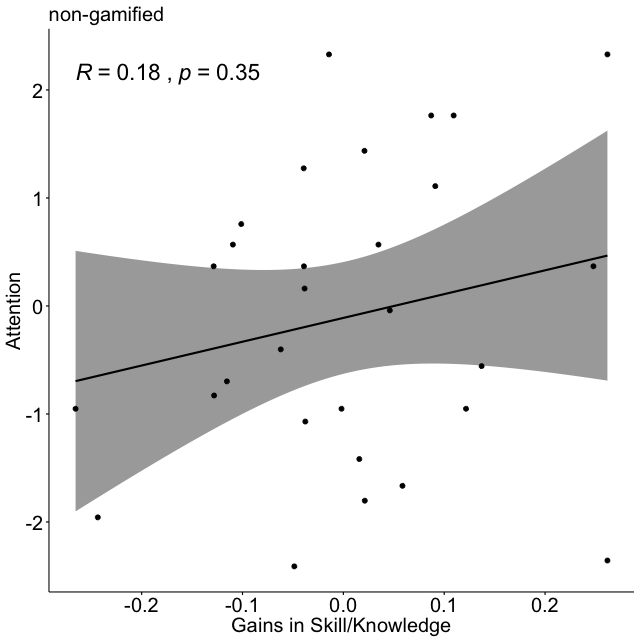 non-gamified
R = 0.18 , p = 0.35
2
1
0
-1
-2
Attention
-0.2 -0.1 0.0 0.1 0.2
Gains in Skill/Knowledge